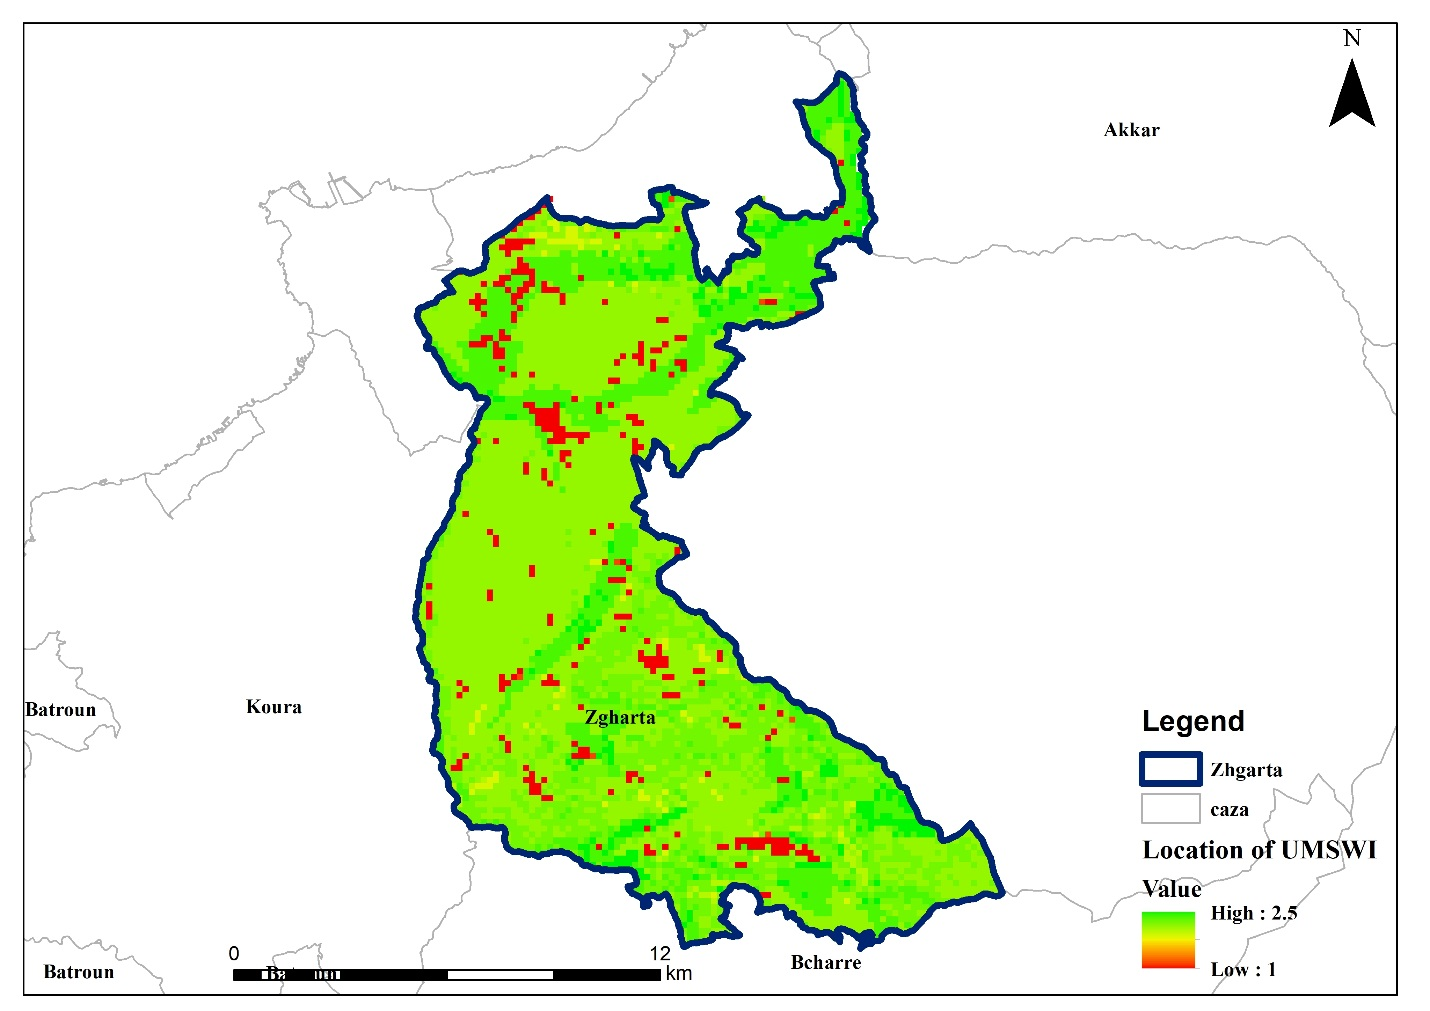 N
Akkar
Batroun
Koura
Zgharta
Legend
Zhgarta
caza
Location of UMSWI
Value
High : 2.5
Low : 1
0 12
km
Batroun
Batroun
Bcharre